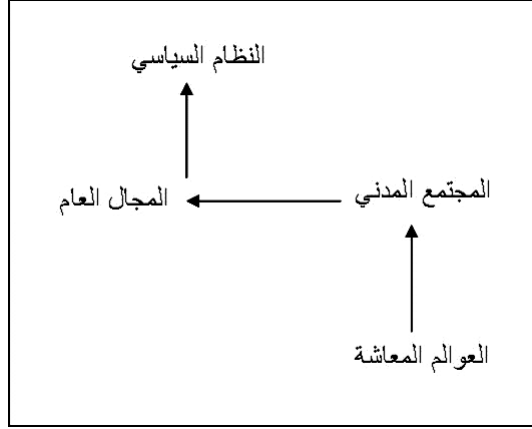 النظام السياسي
المجتمع المدني
المجال العام
العوالم المعاشة